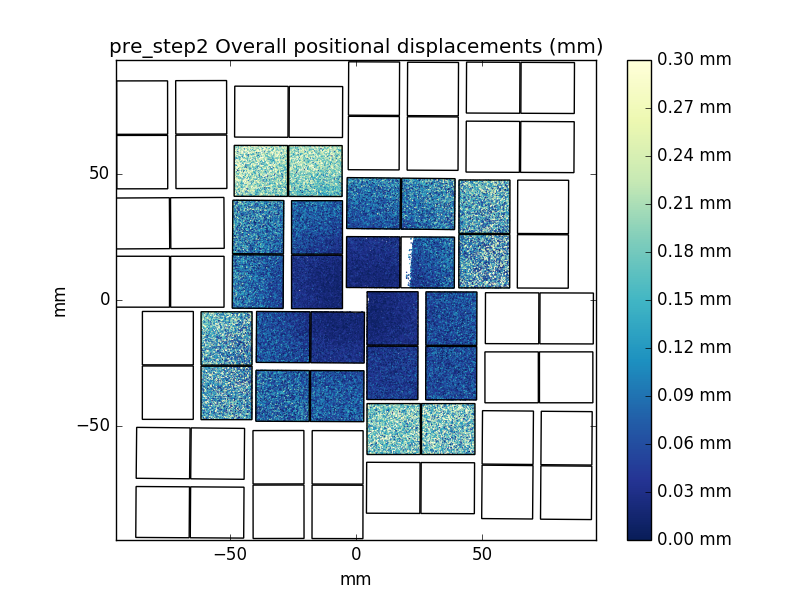 pre_step2 Overall positional displacements (mm)
0.30 mm
0.27 mm
0.24 mm
0.21 mm
0.18 mm
0.15 mm
0.12 mm
0.09 mm
0.06 mm
0.03 mm
0.00 mm
50
0
−50
mm
−50
0
50
mm